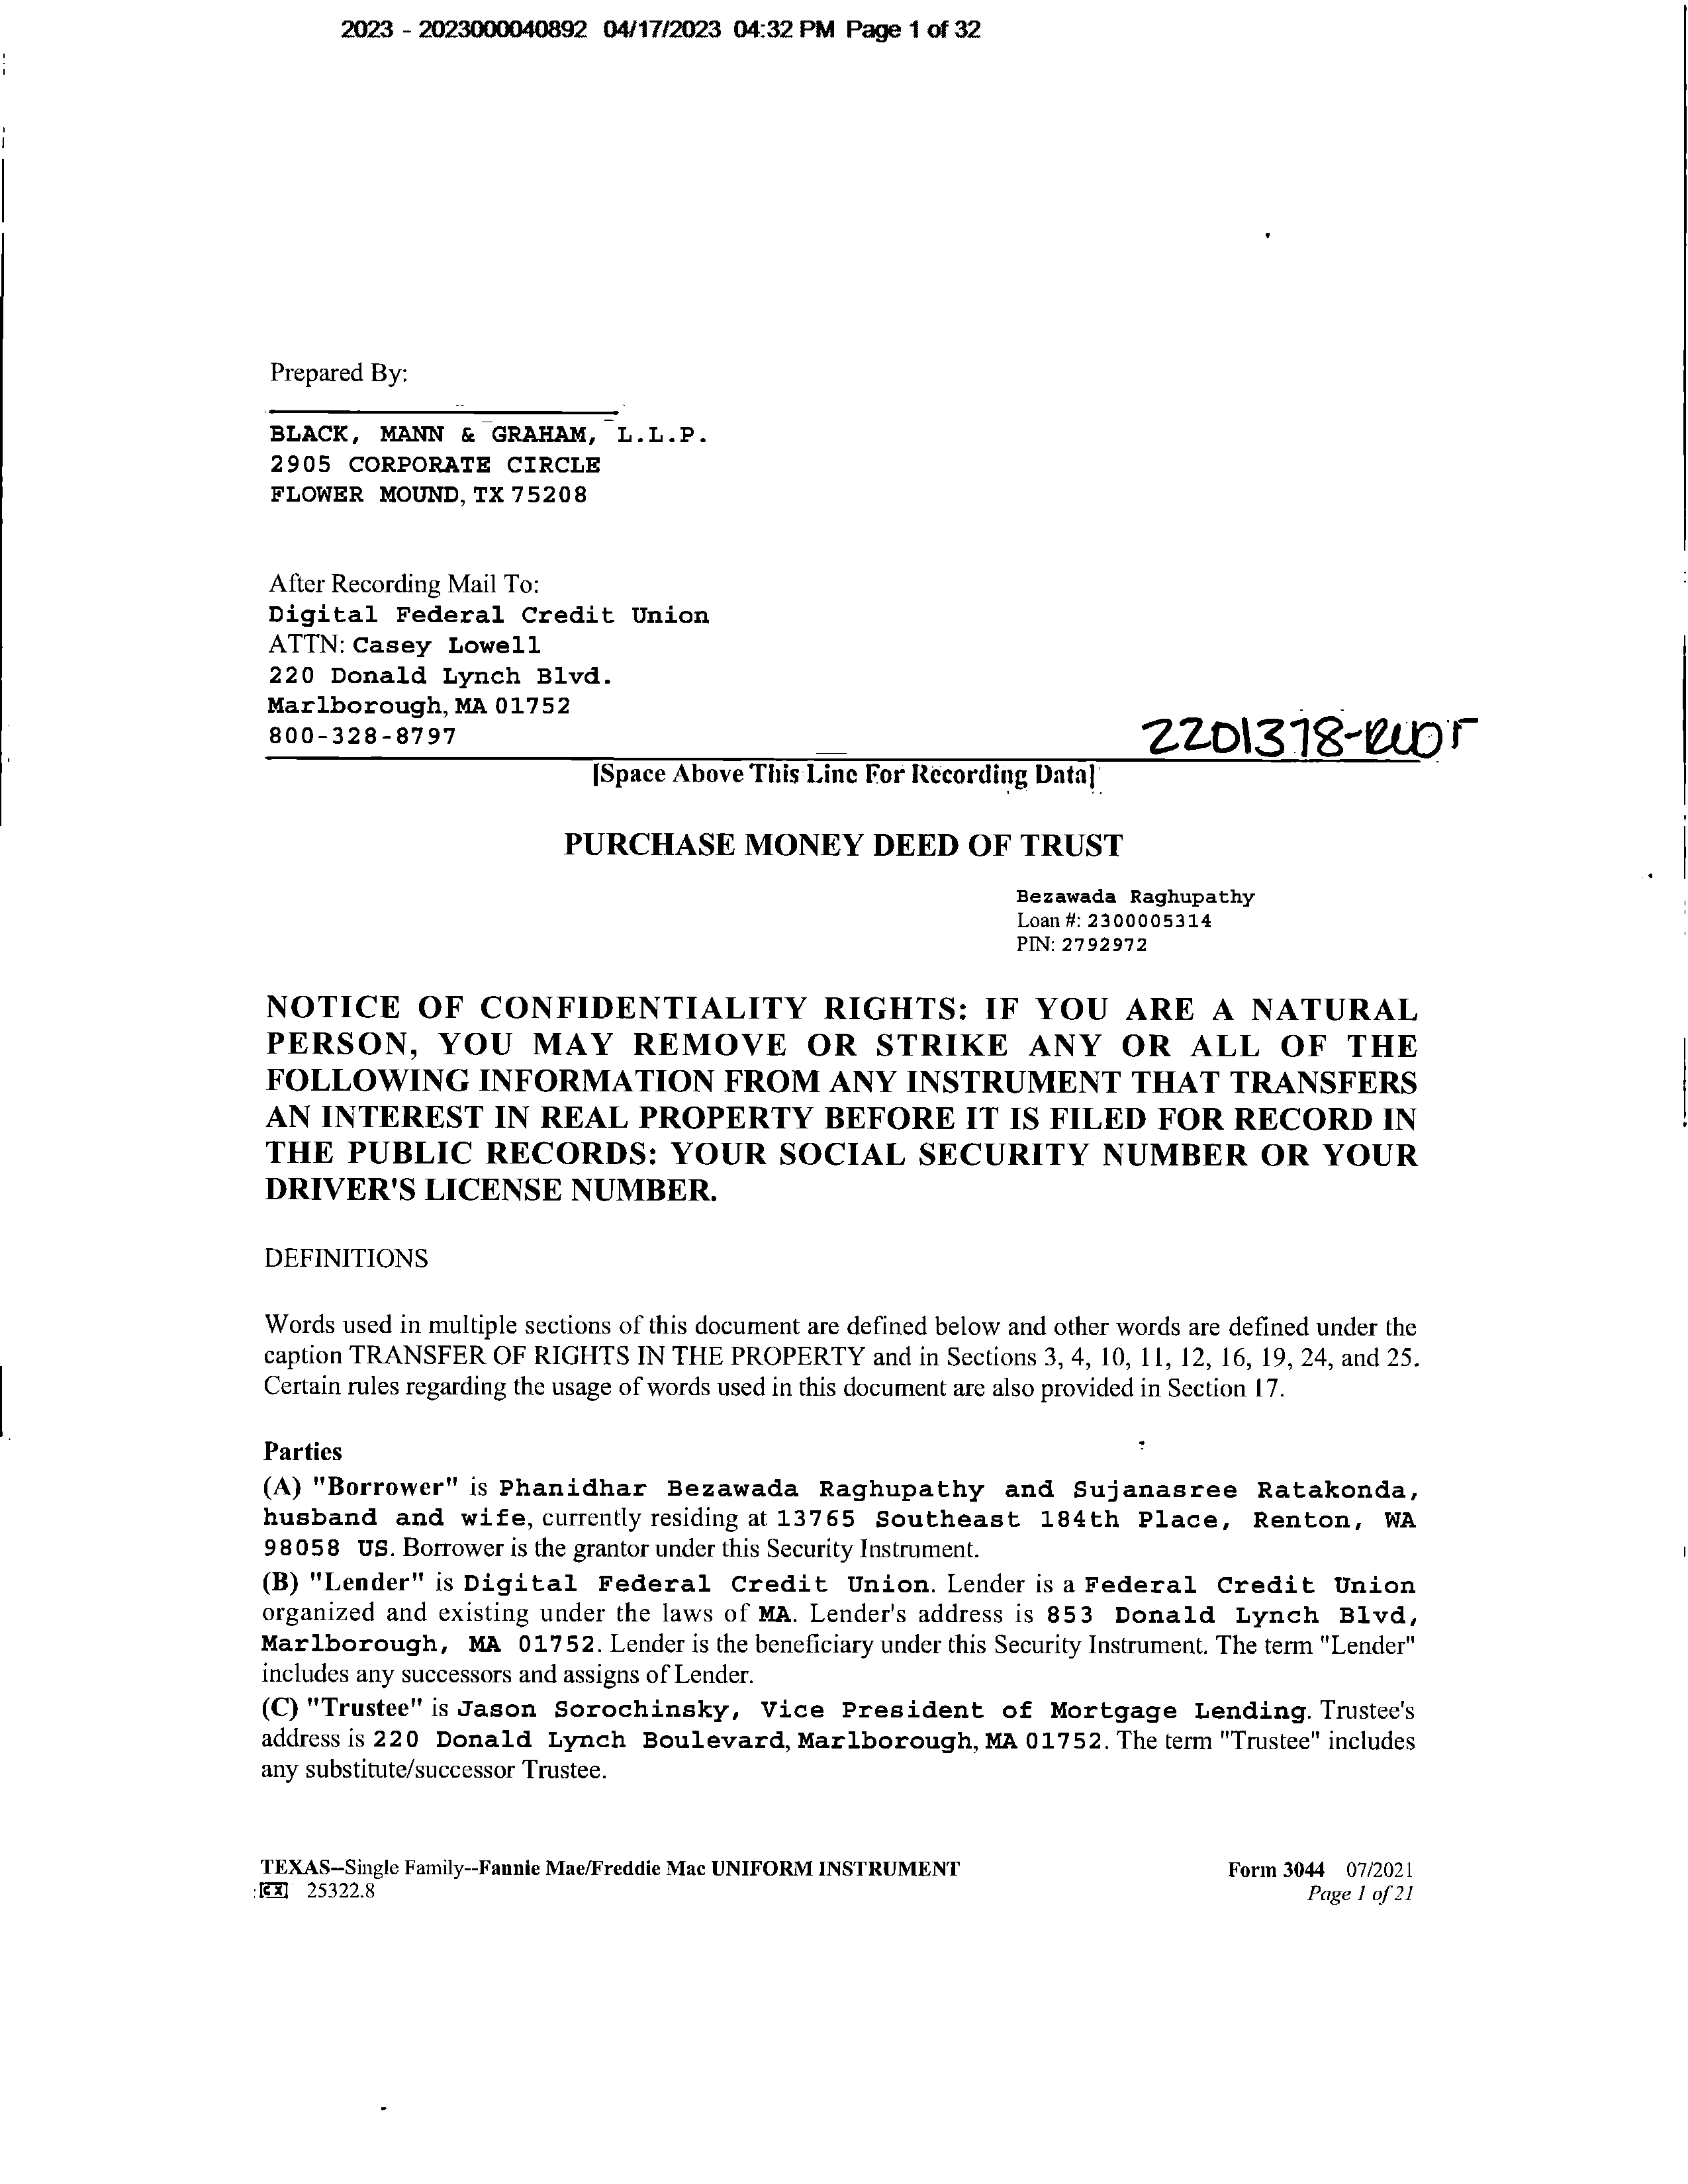 2023 - 2023000040892 04/17/2023 04:32 PM Page 1 of 32
Prepared By:
BLACK, MANN & GRAHAM, L.L.P.
2905 CORPORATE CIRCLE
FLOWER MOUND, TX 75208
After Recording Mail To:
Digital Federal Credit Union
ATTN: Casey Lowell
220 Donald Lynch Blvd.
Marlborough, MA 01752
800-328-8797
[Space Above This Line For Recording Data]
PURCHASE MONEY DEED OF TRUST
Bezawada Raghupathy
Loan #: 2300005314
PIN: 2792972
NOTICE OF CONFIDENTIALITY RIGHTS: IF YOU ARE A NATURAL
PERSON, YOU MAY REMOVE OR STRIKE ANY OR ALL OF THE
FOLLOWING INFORMATION FROM ANY INSTRUMENT THAT TRANSFERS
AN INTEREST IN REAL PROPERTY BEFORE IT IS FILED FOR RECORD IN
THE PUBLIC RECORDS: YOUR SOCIAL SECURITY NUMBER OR YOUR
DRIVER'S LICENSE NUMBER.
DEFINITIONS
Words used in multiple sections of this document are defined below and other words are defined under the
caption TRANSFER OF RIGHTS IN THE PROPERTY and in Sections 3, 4, 10, 11, 12, 16, 19, 24, and 25.
Certain rules regarding the usage of words used in this document are also provided in Section 17.
Parties
(A) "Borrower" is Phanidhar Bezawada Raghupathy and Sujanasree Ratakonda,
husband and wife, currently residing at 13765 Southeast 184th Place, Renton, WA
98058 US. Borrower is the grantor under this Security Instrument.
(B) "Lender" is Digital Federal Credit Union. Lender is a Federal Credit Union
organized and existing under the laws of MA. Lender's address is 853 Donald Lynch Blvd,
Marlborough, MA 01752. Lender is the beneficiary under this Security Instrument. The term "Lender"
includes any successors and assigns of Lender.
(C) "Trustee" is Jason Sorochinsky, Vice President of Mortgage Lending. Trustee's
address is 220 Donald Lynch Boulevard, Marlborough, MA 01752. The term "Trustee" includes
any substitute/successor Trustee.
TEXAS--Single Family--Fannie Mae/Freddie Mac UNIFORM INSTRUMENT
Form 3044 07/2021
25322.8
Page 1 of 21